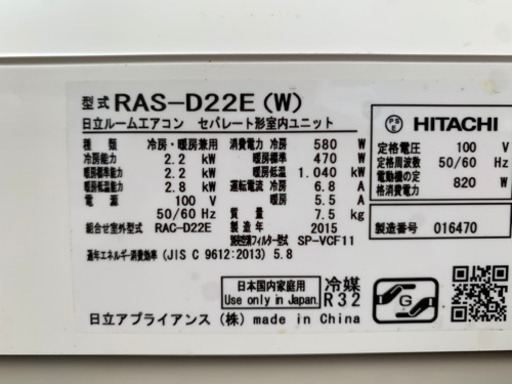 型式 RAS-D22E (W)
日立ルームエアコン セパレート形室内ユニット
種類 冷房・暖房兼用 消費電力 冷房 580 W
冷房能力 2.2 kW 暖房標準 470 W
暖房標準能力 2.2 kW 暖房低温 1.040 kW
暖房低温能力 2.8 kW 運転電流 冷房 6.8 A
電源 100 V 暖房 5.5 A
50/60 Hz 質量 7.5 kg
組合せ室外型式 RAC-D22E 製造年 2015
別売空清フィルター型式 SP-VCF11
通年エネルギー消費効率 (JIS C 9612:2013) 5.8
日本国内家庭用
Use only in Japan.
冷媒
R32
日立アプライアンス (株) made in China
PS
E
HITACHI
定格電圧 100 V
定格周波数 50/60 Hz
電動機の定
格消費電力 820 W
製造番号 016470
G